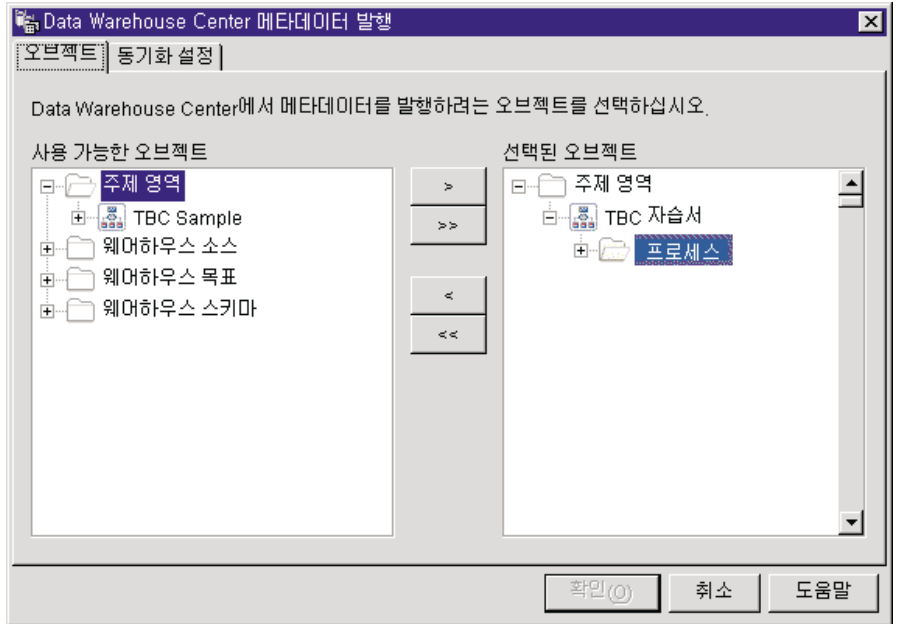 Data Warehouse Center 메타데이터 발행
오브젝트 동기화 설정
Data Warehouse Center에서 메타데이터를 발행하려는 오브젝트를 선택하십시오.
사용 가능한 오브젝트 선택된 오브젝트
주제 영역 > 주제 영역
TBC Sample >> TBC 자습서
웨어하우스 소스 프로세스
웨어하우스 목표 <
웨어하우스 스키마 <<
확인(O) 취소 도움말